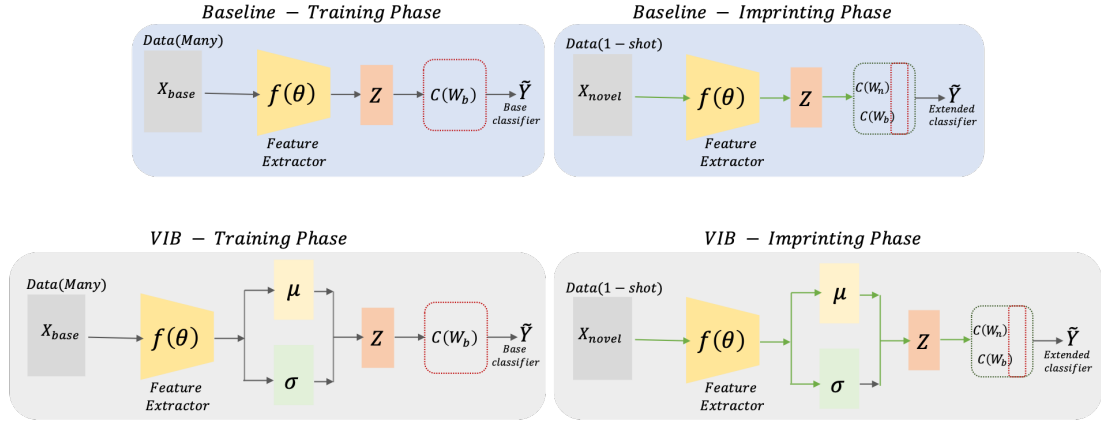 Baseline − Training Phase
Data(Many)
X_base
f(θ)
Feature
Extractor
Z
C(W_b)
Ỹ
Base
classifier
Baseline − Imprinting Phase
Data(1 − shot)
X_novel
f(θ)
Feature
Extractor
Z
C(W_n)
C(W_b)
Ỹ
Extended
classifier
VIB − Training Phase
Data(Many)
X_base
f(θ)
Feature
Extractor
μ
σ
Z
C(W_b)
Ỹ
Base
classifier
VIB − Imprinting Phase
Data(1 − shot)
X_novel
f(θ)
Feature
Extractor
μ
σ
Z
C(W_n)
C(W_b)
Ỹ
Extended
classifier